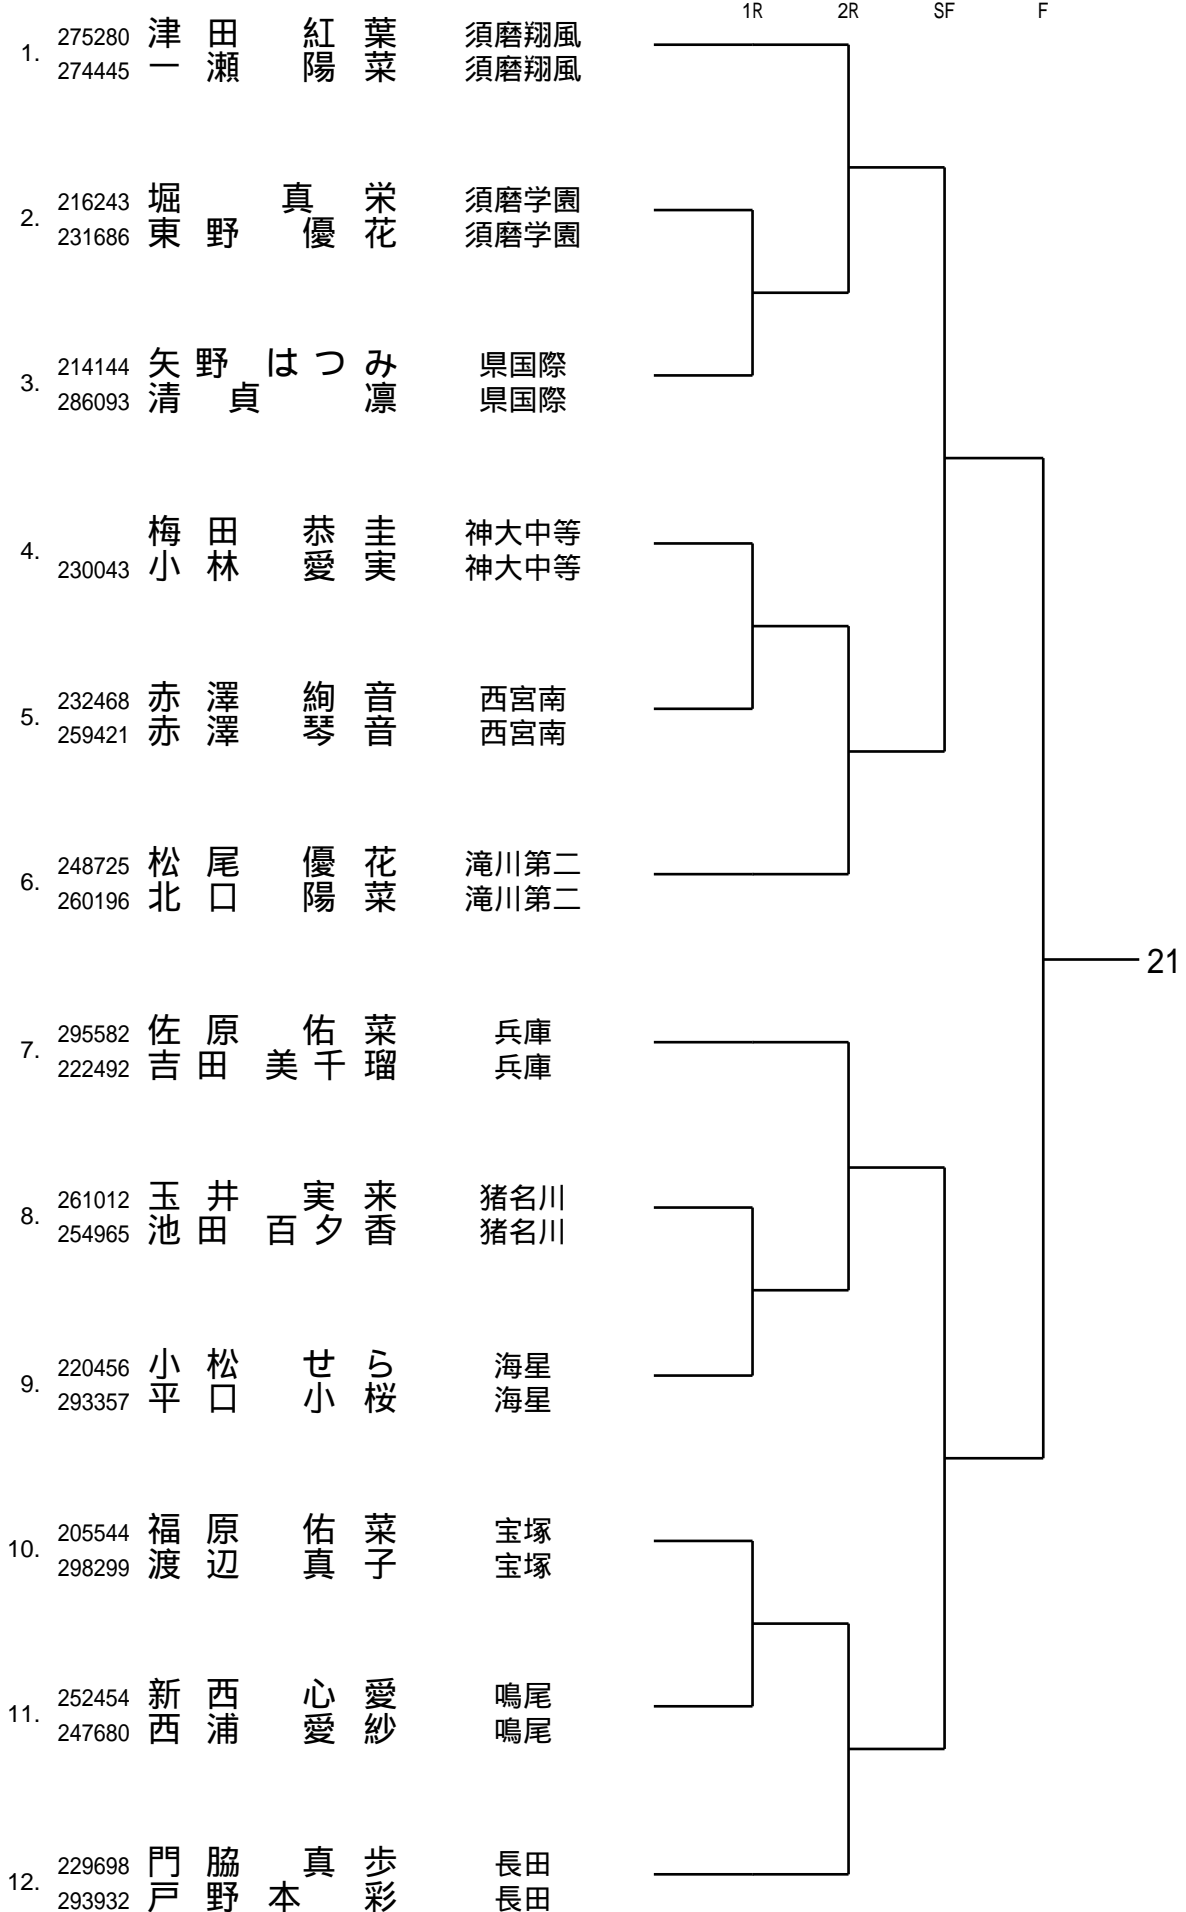 1R 2R SF F
1. 275280 津田 紅葉 須磨翔風
274445 一瀬 陽菜 須磨翔風
2. 216243 堀 真栄 須磨学園
231686 東野 優花 須磨学園
3. 214144 矢野 はつみ 県国際
286093 清貞 凛 県国際
4. 梅田 恭圭 神大中等
230043 小林 愛実 神大中等
5. 232468 赤澤 絢音 西宮南
259421 赤澤 琴音 西宮南
6. 248725 松尾 優花 滝川第二
260196 北口 陽菜 滝川第二
21
7. 295582 佐原 佑菜 兵庫
222492 吉田 美千瑠 兵庫
8. 261012 玉井 実来 猪名川
254965 池田 百夕香 猪名川
9. 220456 小松 せら 海星
293357 平口 小桜 海星
10. 205544 福原 佑菜 宝塚
298299 渡辺 真子 宝塚
11. 252454 新西 心愛 鳴尾
247680 西浦 愛紗 鳴尾
12. 229698 門脇 真歩 長田
293932 戸野本 彩 長田